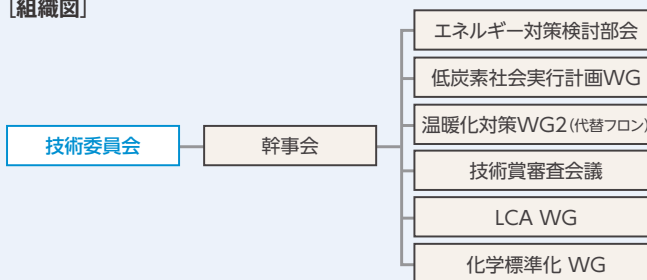 [組織図]
エネルギー対策検討部会
低炭素社会実行計画WG
温暖化対策WG2(代替フロン)
技術委員会
幹事会
技術賞審査会議
LCA WG
化学標準化 WG